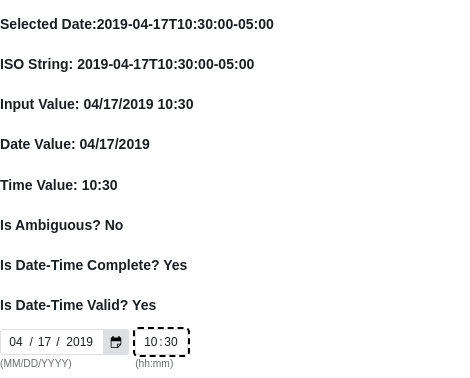 Selected Date:2019-04-17T10:30:00-05:00
ISO String: 2019-04-17T10:30:00-05:00
Input Value: 04/17/2019 10:30
Date Value: 04/17/2019
Time Value: 10:30
Is Ambiguous? No
Is Date-Time Complete? Yes
Is Date-Time Valid? Yes
04 / 17 / 2019 10:30
(MM/DD/YYYY) (hh:mm)